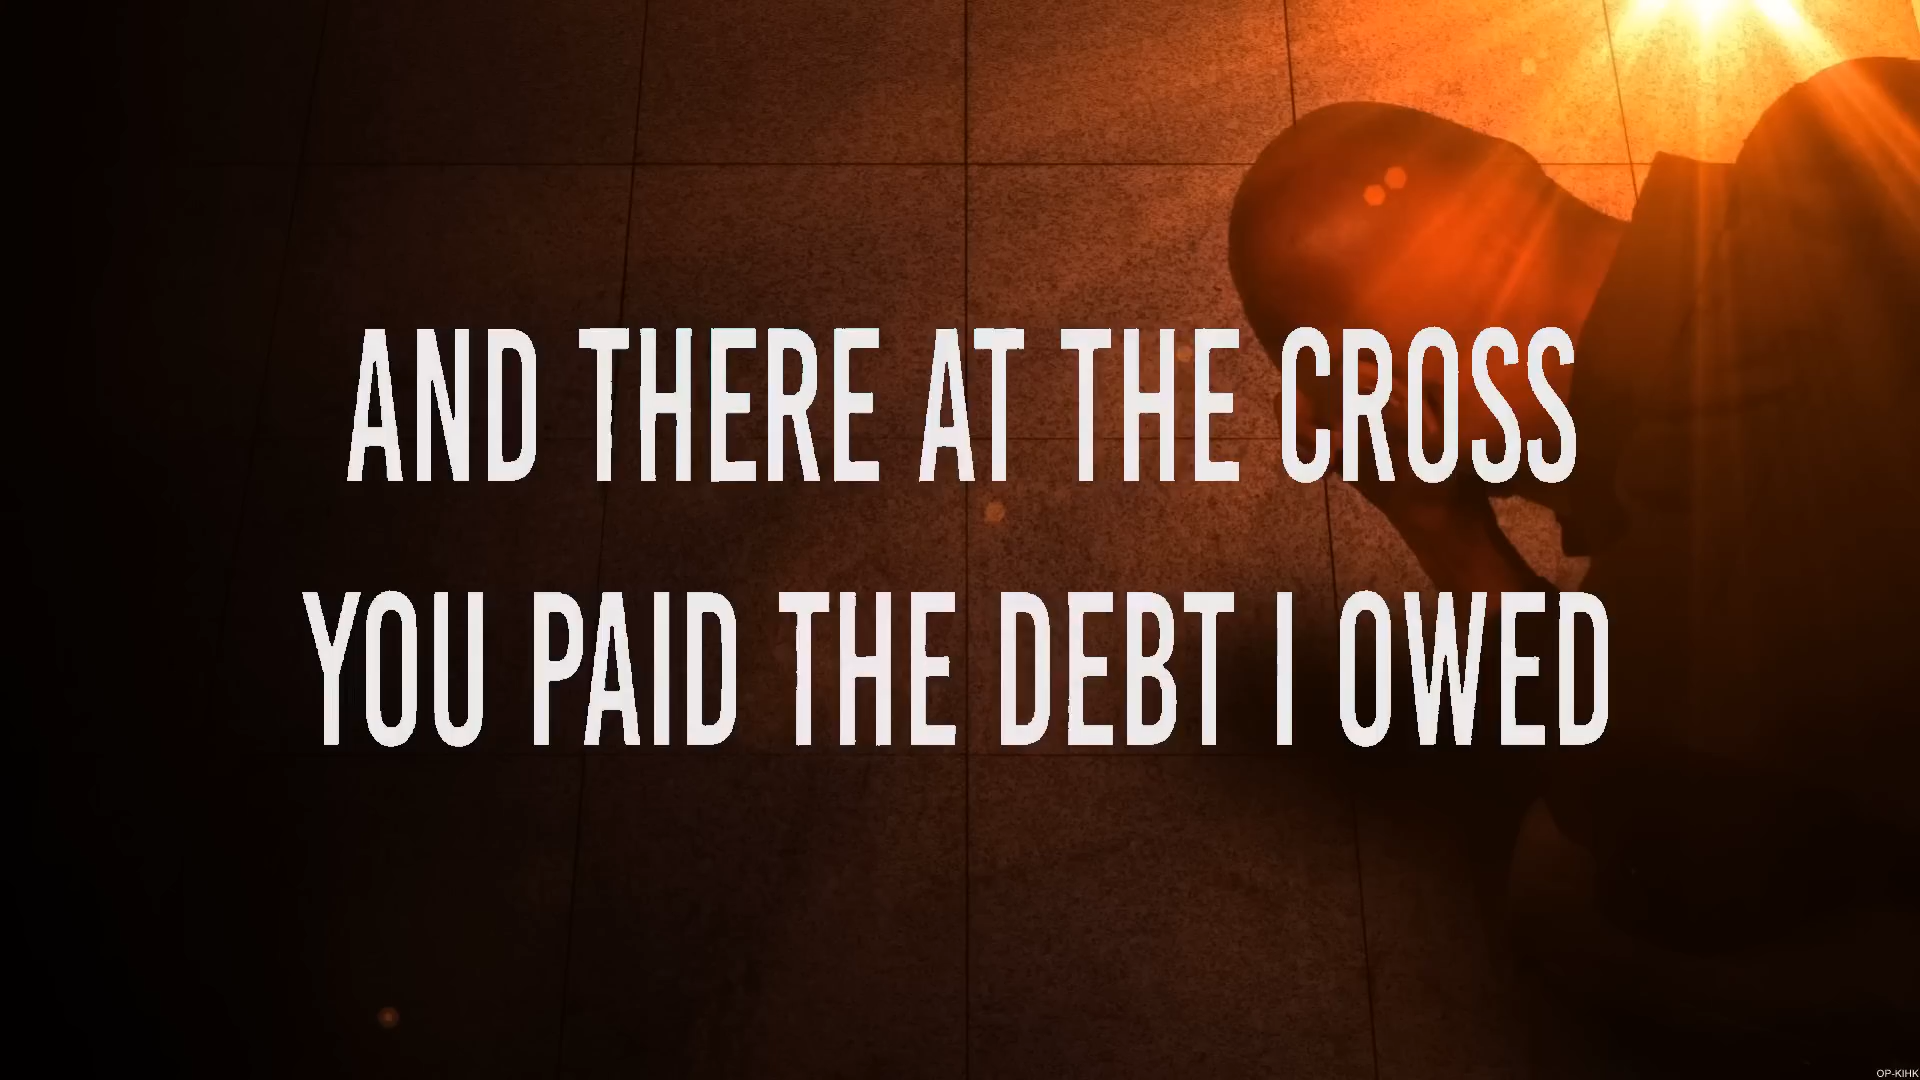 AND THERE AT THE CROSS
YOU PAID THE DEBT I OWED
OP-KIHK